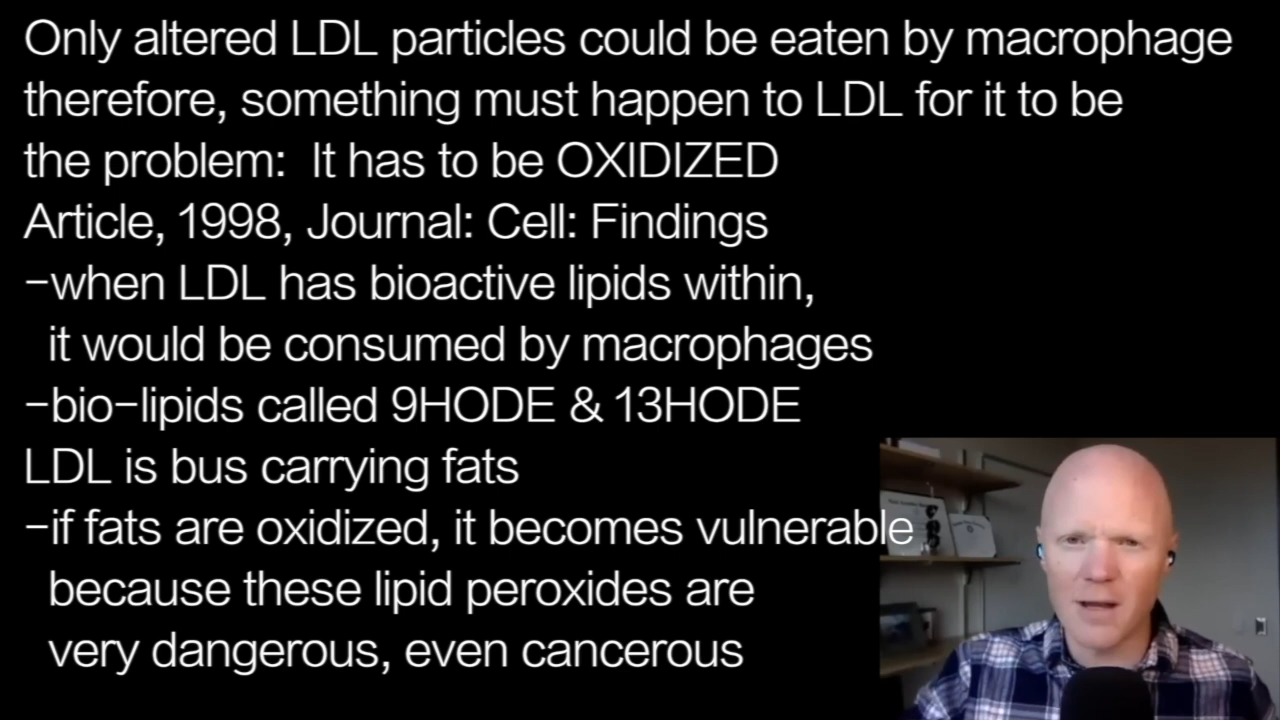 Only altered LDL particles could be eaten by macrophage
therefore, something must happen to LDL for it to be
the problem:  It has to be OXIDIZED
Article, 1998, Journal: Cell: Findings
-when LDL has bioactive lipids within,
it would be consumed by macrophages
-bio-lipids called 9HODE & 13HODE
LDL is bus carrying fats
-if fats are oxidized, it becomes vulnerable
because these lipid peroxides are
very dangerous, even cancerous